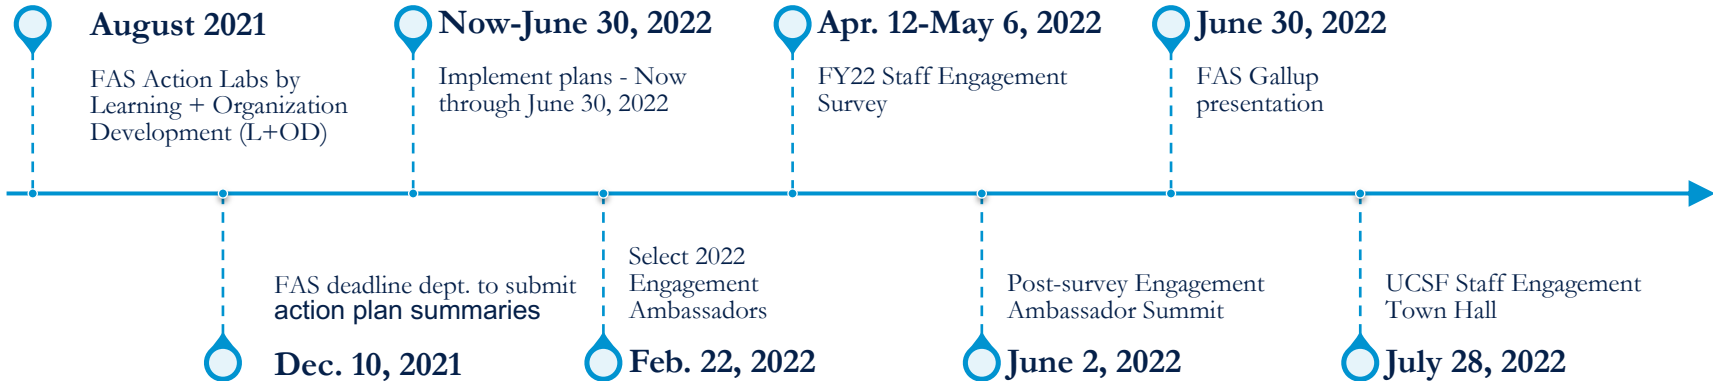 August 2021
FAS Action Labs by
Learning + Organization
Development (L+OD)
Now-June 30, 2022
Implement plans - Now
through June 30, 2022
Apr. 12-May 6, 2022
FY22 Staff Engagement
Survey
June 30, 2022
FAS Gallup
presentation
FAS deadline dept. to submit
action plan summaries
Dec. 10, 2021
Select 2022
Engagement
Ambassadors
Feb. 22, 2022
Post-survey Engagement
Ambassador Summit
June 2, 2022
UCSF Staff Engagement
Town Hall
July 28, 2022